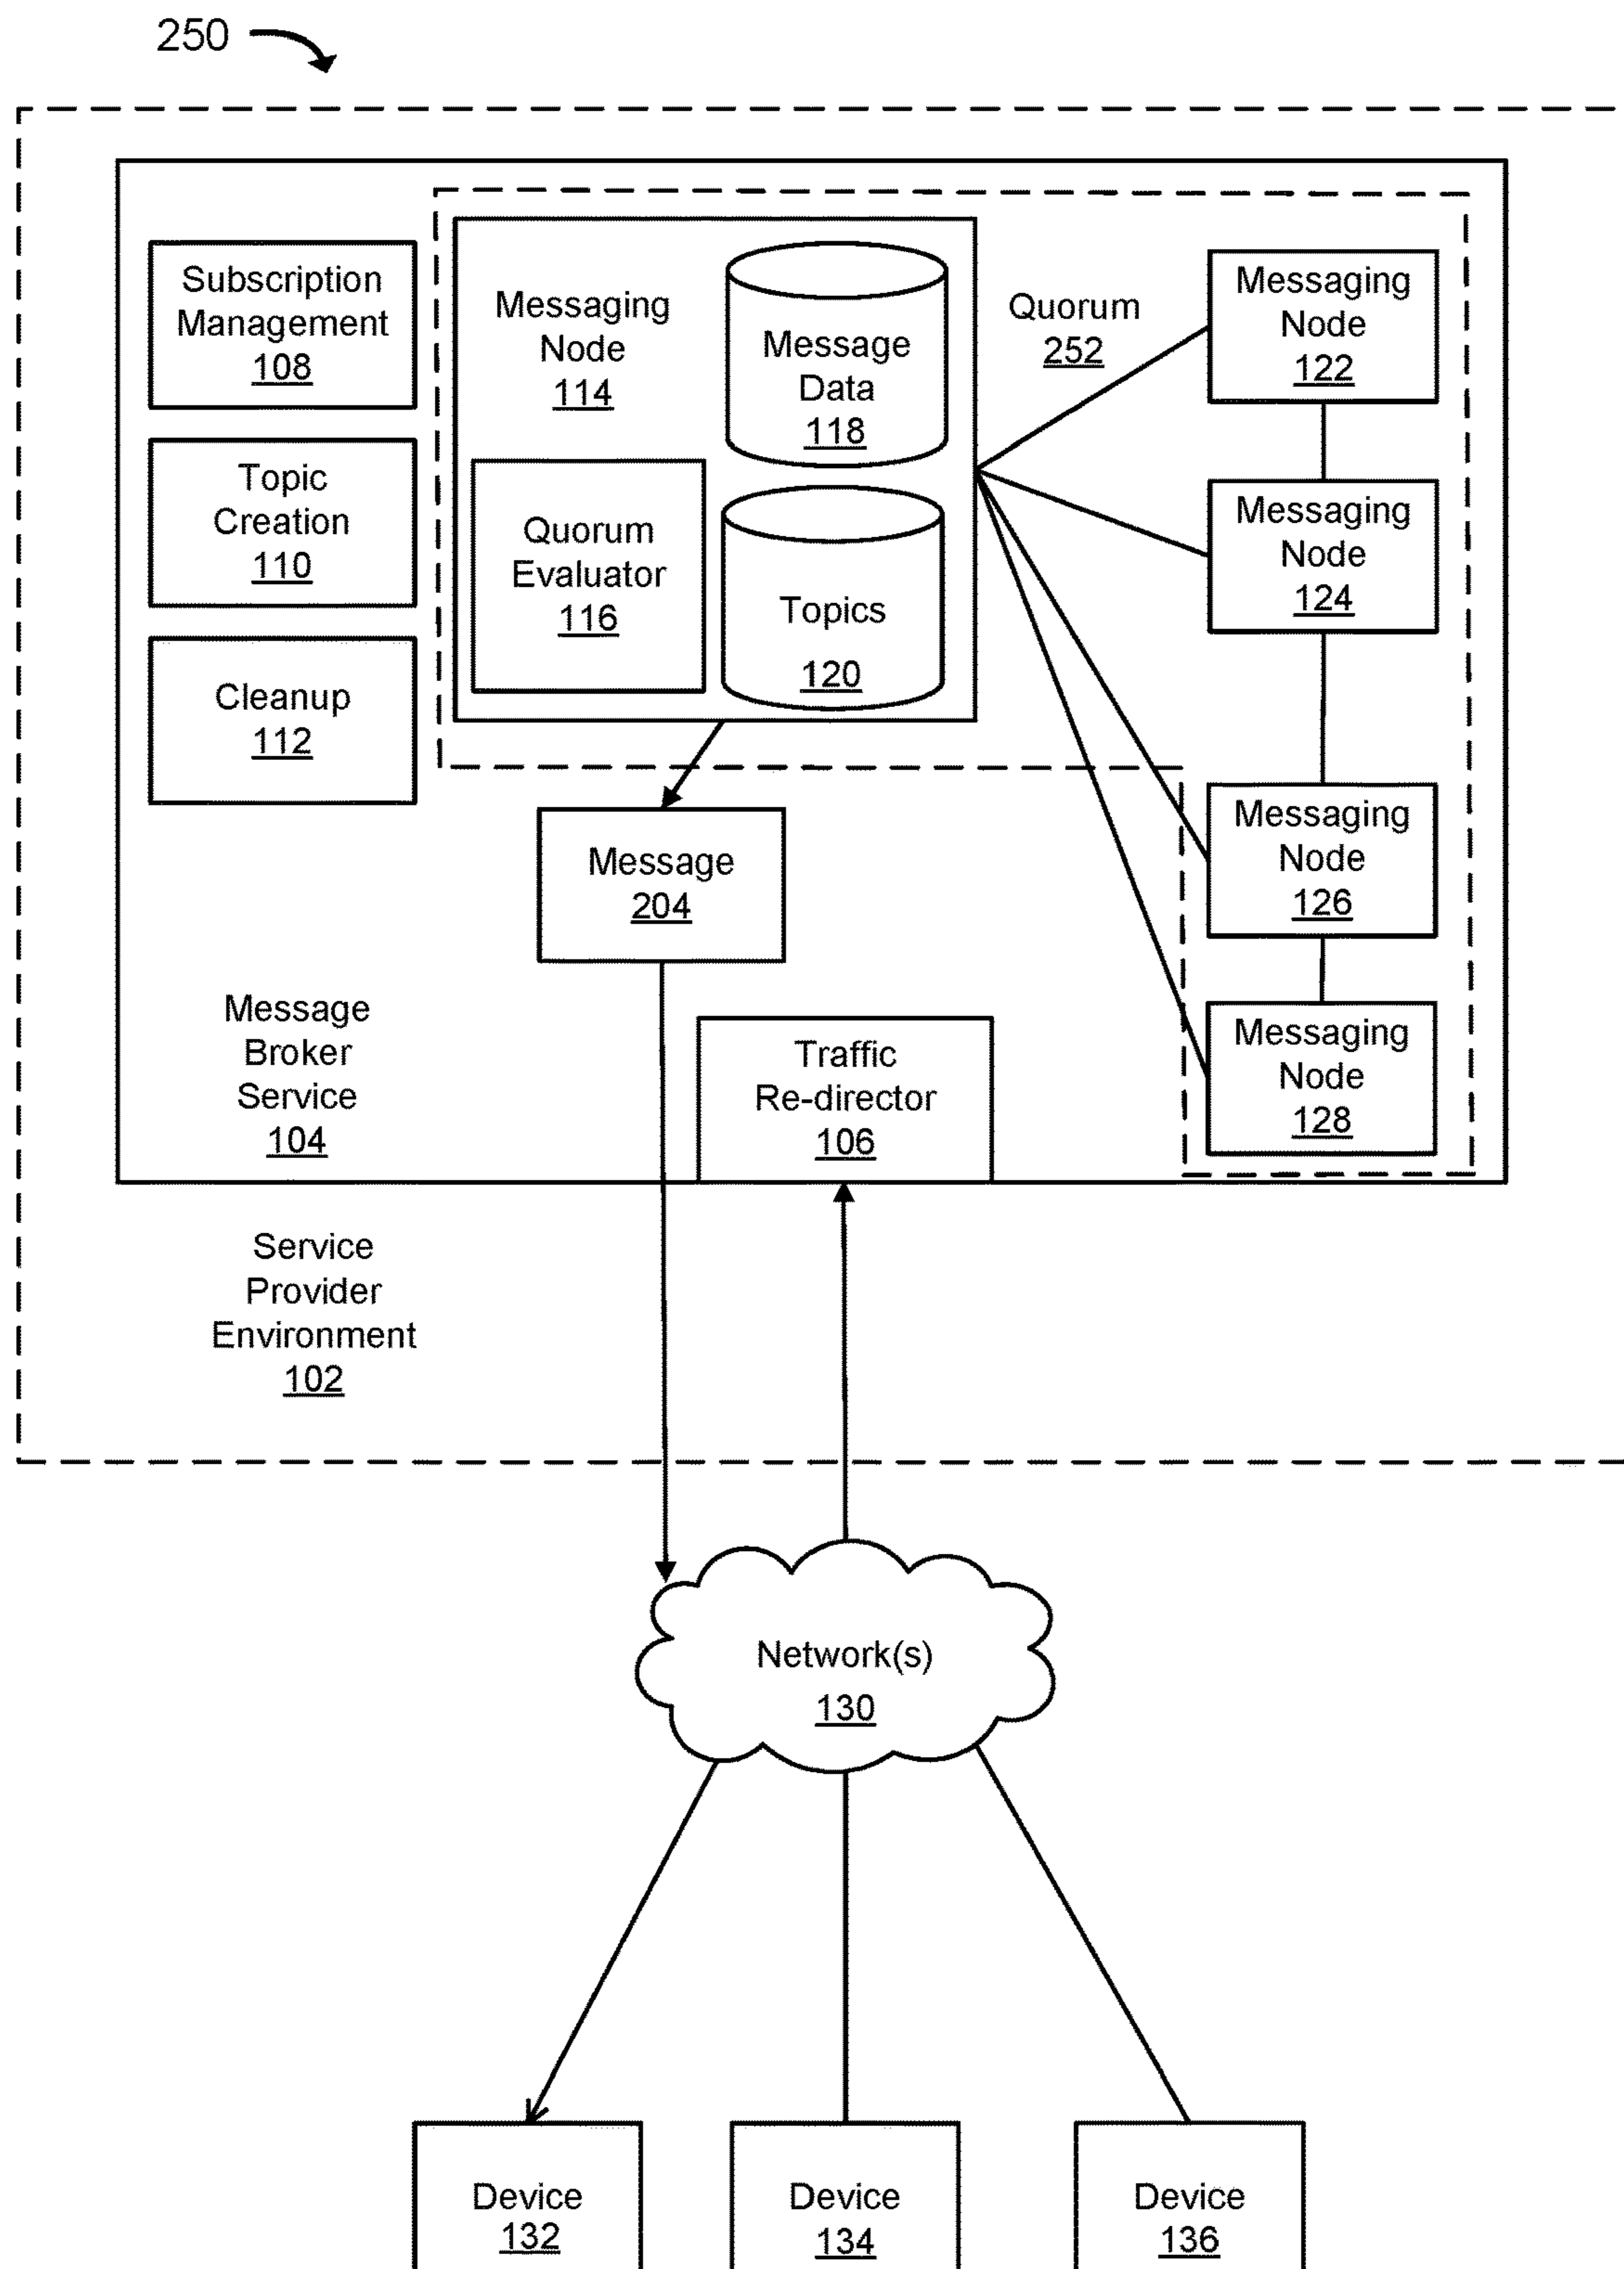 250
Subscription
Management
108
Topic
Creation
110
Cleanup
112
Messaging
Node
114
Message
Data
118
Quorum
Evaluator
116
Topics
120
Quorum
252
Messaging
Node
122
Messaging
Node
124
Messaging
Node
126
Messaging
Node
128
Message
204
Message
Broker
Service
104
Traffic
Re-director
106
Service
Provider
Environment
102
Network(s)
130
Device
132
Device
134
Device
136